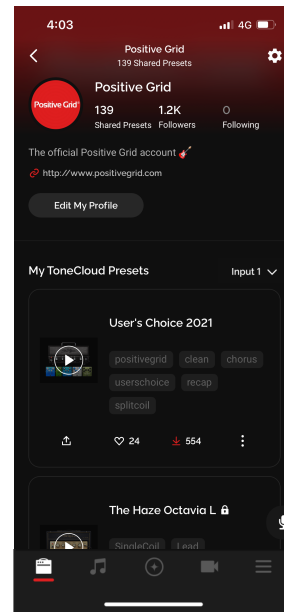 4:03
4G
Positive Grid
139 Shared Presets
Positive Grid®
Positive Grid
139 1.2K 0
Shared Presets Followers Following
The official Positive Grid account 🎸
http://www.positivegrid.com
Edit My Profile
My ToneCloud Presets Input 1
User's Choice 2021
positivegrid clean chorus
userschoice recap
splitcoil
24 554
The Haze Octavia L
SingleCoil Lead